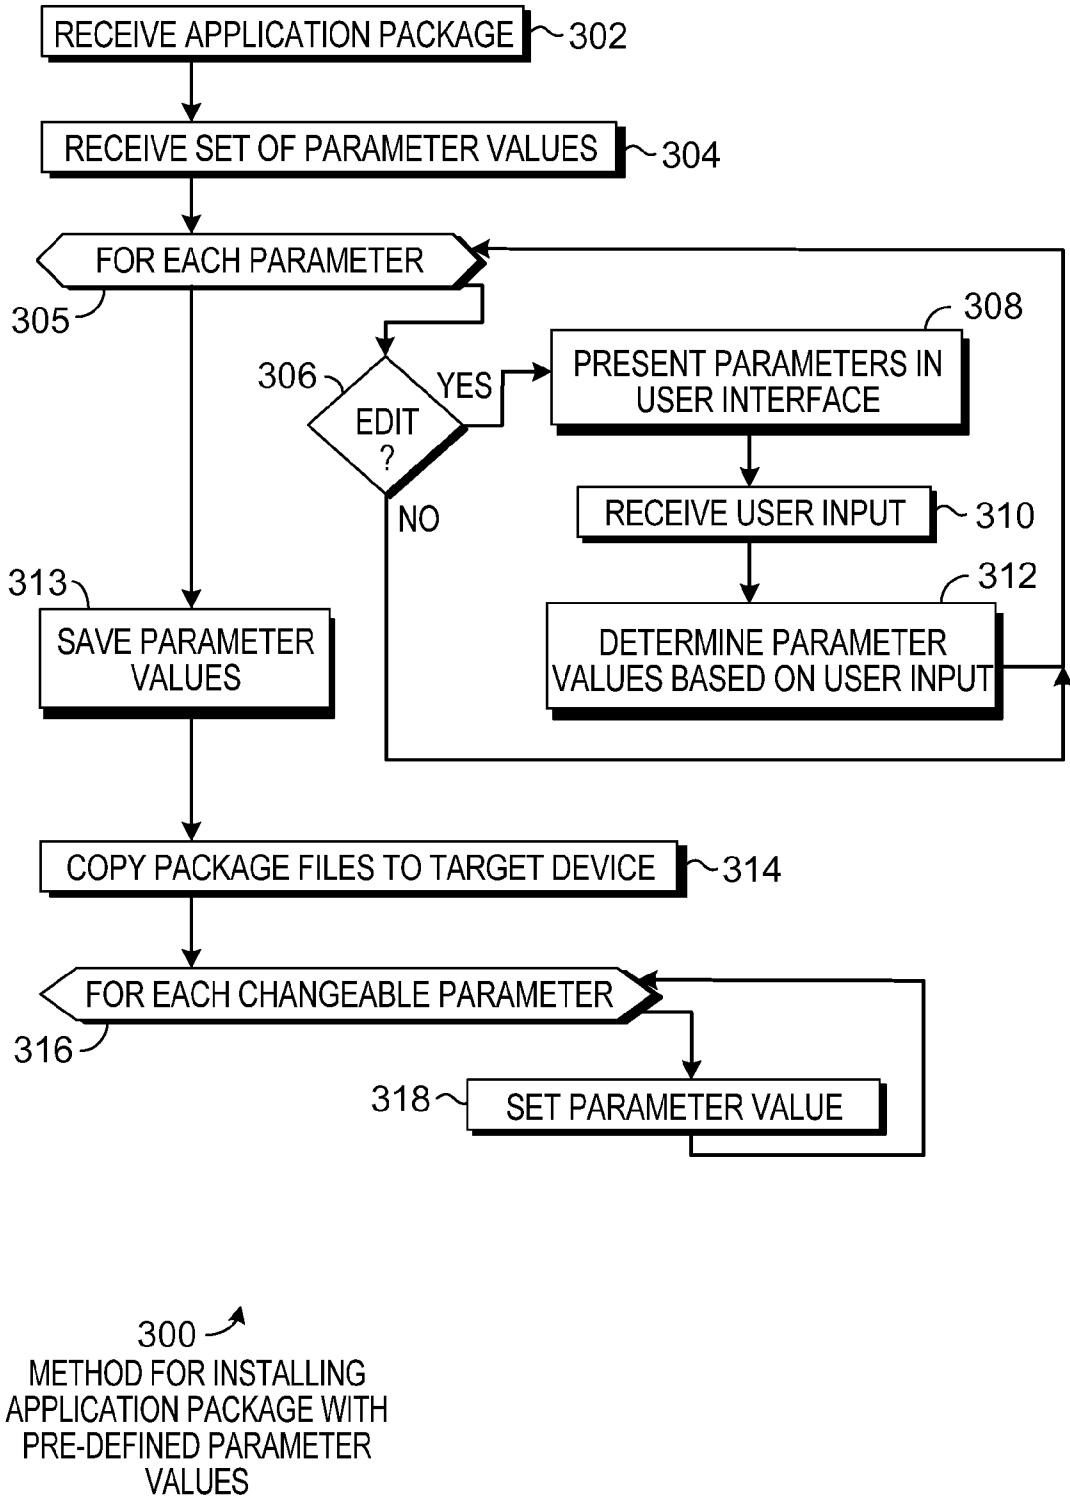 RECEIVE APPLICATION PACKAGE
302
RECEIVE SET OF PARAMETER VALUES
304
FOR EACH PARAMETER
305
306
EDIT
?
YES
NO
308
PRESENT PARAMETERS IN
USER INTERFACE
RECEIVE USER INPUT
310
312
DETERMINE PARAMETER
VALUES BASED ON USER INPUT
313
SAVE PARAMETER
VALUES
COPY PACKAGE FILES TO TARGET DEVICE
314
FOR EACH CHANGEABLE PARAMETER
316
318
SET PARAMETER VALUE
300
METHOD FOR INSTALLING
APPLICATION PACKAGE WITH
PRE-DEFINED PARAMETER
VALUES